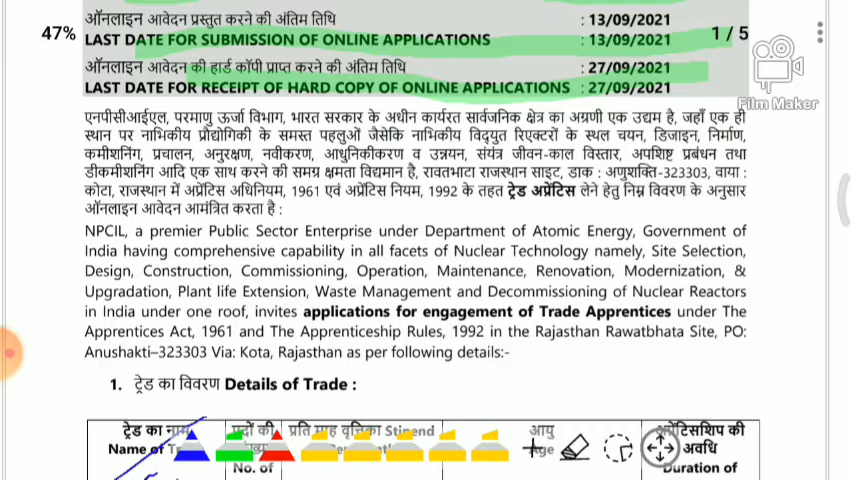 ऑनलाइन आवेदन प्रस्तुत करने की अंतिम तिथि : 13/09/2021
47% LAST DATE FOR SUBMISSION OF ONLINE APPLICATIONS : 13/09/2021 1 / 5
ऑनलाइन आवेदन की हार्ड कॉपी प्राप्त करने की अंतिम तिथि : 27/09/2021
LAST DATE FOR RECEIPT OF HARD COPY OF ONLINE APPLICATIONS : 27/09/2021
Film Maker
एनपीसीआईएल, परमाणु ऊर्जा विभाग, भारत सरकार के अधीन कार्यरत सार्वजनिक क्षेत्र का अग्रणी एक उद्यम है, जहाँ एक ही
स्थान पर नाभिकीय प्रौद्योगिकी के समस्त पहलुओं जैसेकि नाभिकीय विद्युत रिएक्टरों के स्थल चयन, डिजाइन, निर्माण,
कमीशनिंग, प्रचालन, अनुरक्षण, नवीकरण, आधुनिकीकरण व उन्नयन, संयंत्र जीवन-काल विस्तार, अपशिष्ट प्रबंधन तथा
डीकमीशनिंग आदि एक साथ करने की समग्र क्षमता विद्यमान है, रावतभाटा राजस्थान साइट, डाक : अणुशक्ति-323303, वाया :
कोटा, राजस्थान में अप्रेंटिस अधिनियम, 1961 एवं अप्रेंटिस नियम, 1992 के तहत ट्रेड अप्रेंटिस लेने हेतु निम्न विवरण के अनुसार
ऑनलाइन आवेदन आमंत्रित करता है :
NPCIL, a premier Public Sector Enterprise under Department of Atomic Energy, Government of
India having comprehensive capability in all facets of Nuclear Technology namely, Site Selection,
Design, Construction, Commissioning, Operation, Maintenance, Renovation, Modernization, &
Upgradation, Plant life Extension, Waste Management and Decommissioning of Nuclear Reactors
in India under one roof, invites applications for engagement of Trade Apprentices under The
Apprentices Act, 1961 and The Apprenticeship Rules, 1992 in the Rajasthan Rawatbhata Site, PO:
Anushakti–323303 Via: Kota, Rajasthan as per following details:-
1. ट्रेड का विवरण Details of Trade :
ट्रेड का नाम पदों की प्रति माह वृत्तिका Stipend आयु अप्रेंटिसशिप की
Name of Age अवधि
No. of Duration of